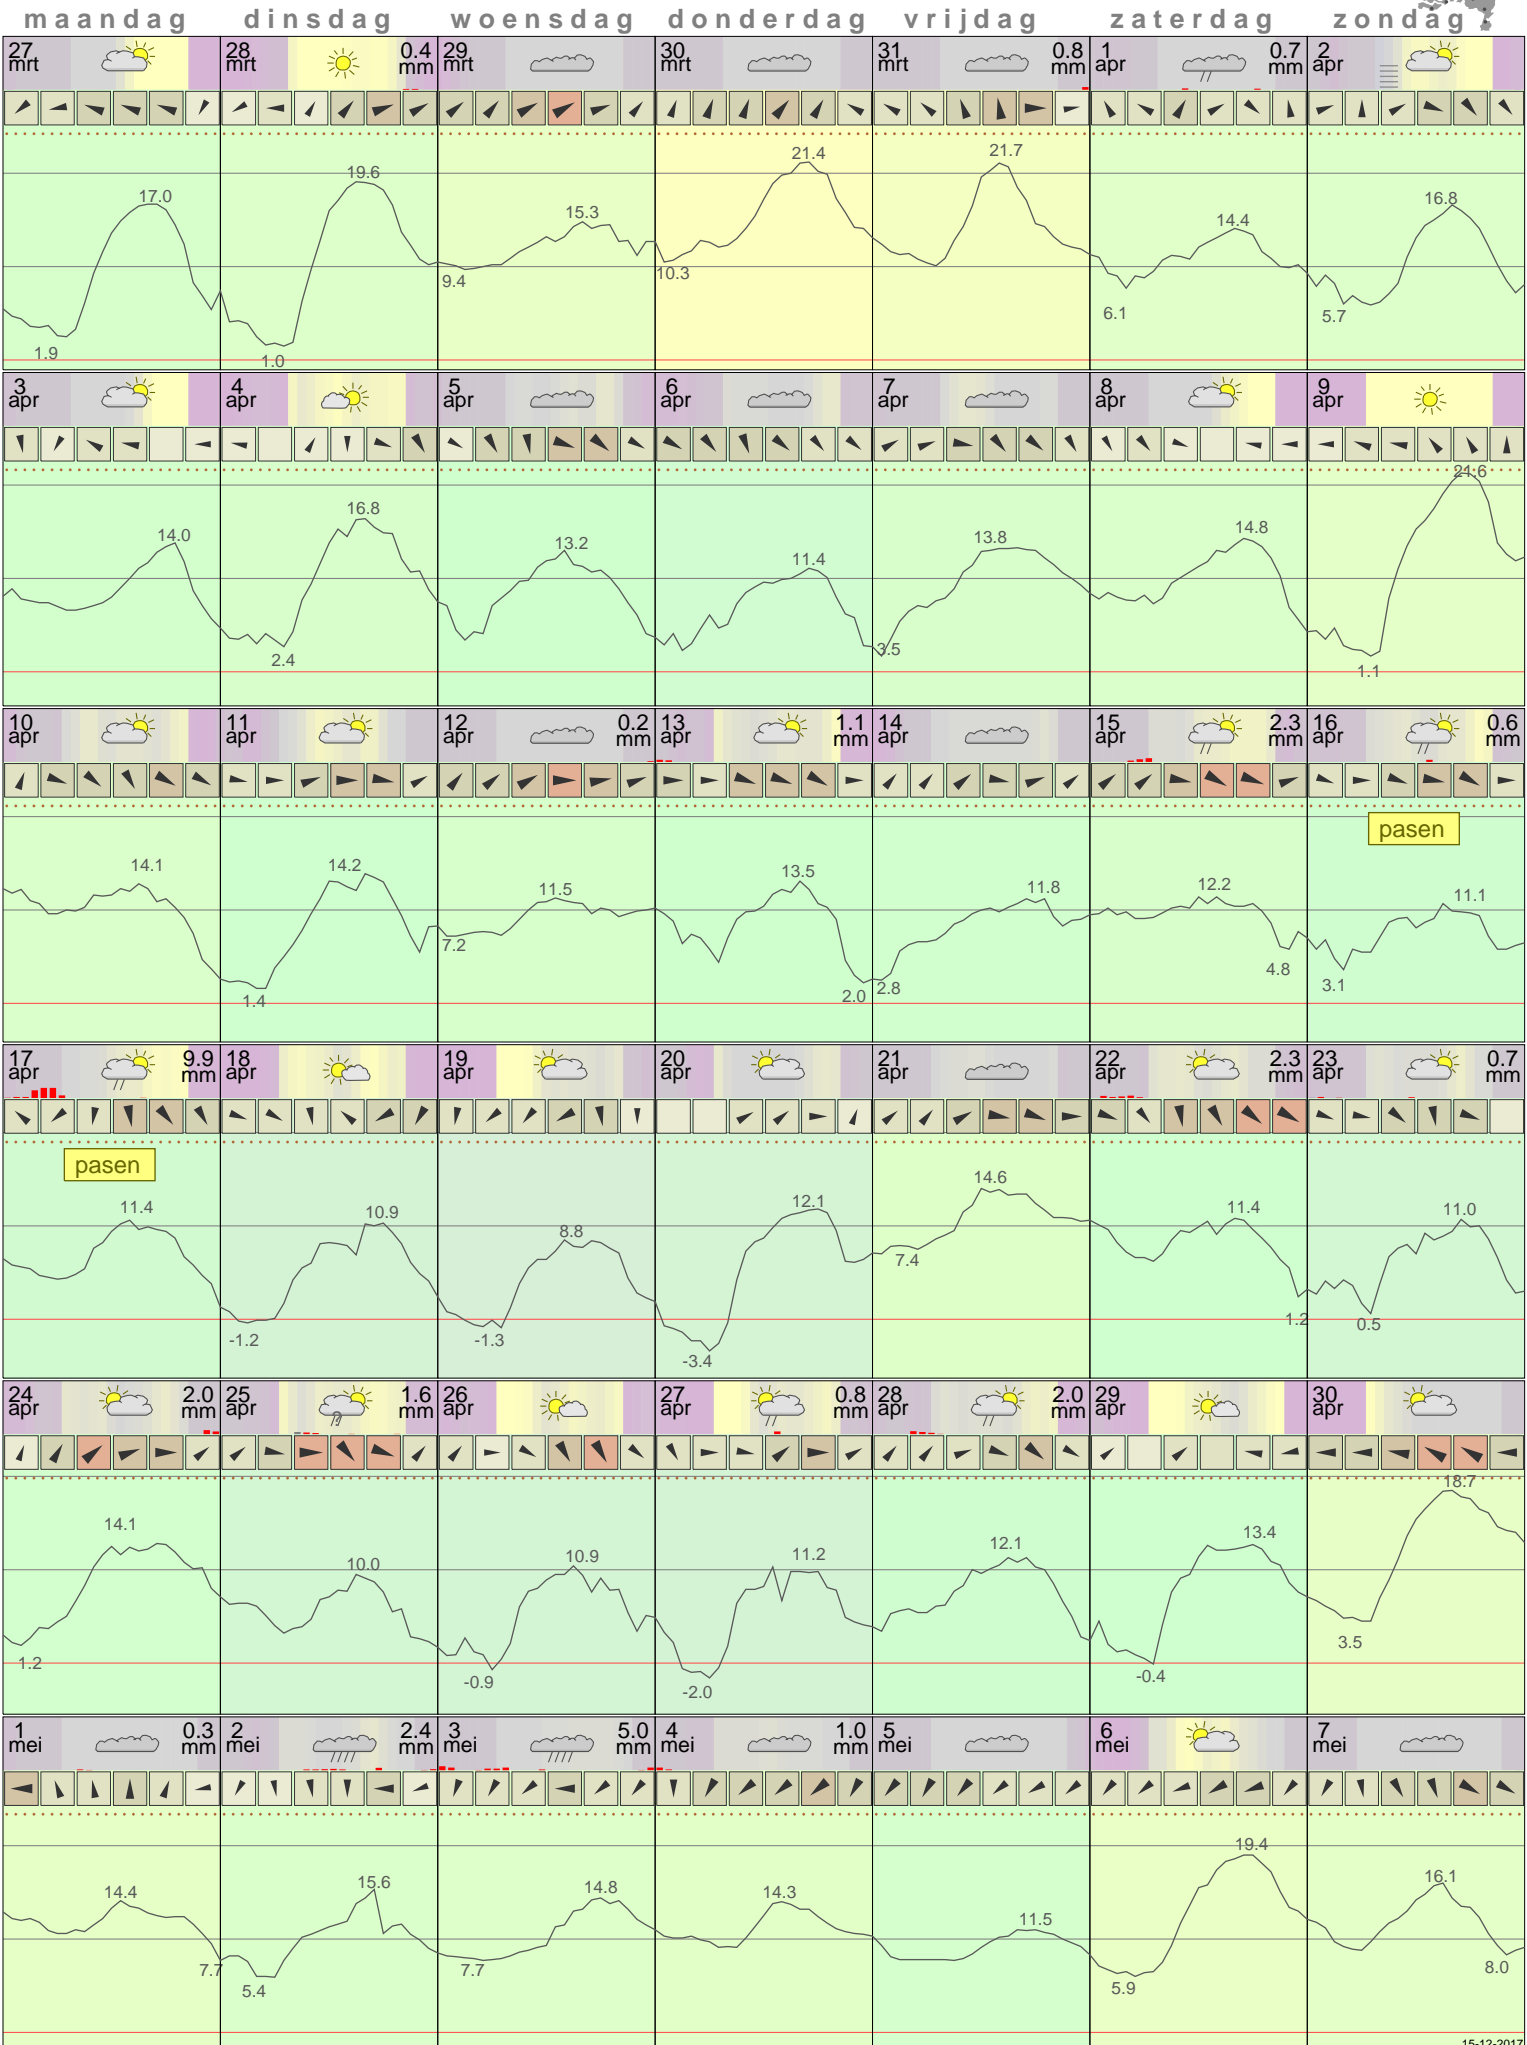 maandag dinsdag woensdag donderdag vrijdag zaterdag zondag
27 28 0.4 29 30 31 0.8 1 0.7 2
mrt mrt mm mrt mrt mrt mm apr mm apr
21.4 21.7
19.6
17.0 16.8
15.3 14.4
9.4 10.3
6.1 5.7
1.9 1.0
3 4 5 6 7 8 9
apr apr apr apr apr apr apr
21.6
16.8
14.0 13.2 13.8 14.8
11.4
2.4 3.5 1.1
10 11 12 0.2 13 1.1 14 15 2.3 16 0.6
apr apr apr mm apr mm apr apr mm apr mm
pasen
14.1 14.2 11.5 13.5 11.8 12.2 11.1
7.2 4.8
1.4 2.0 2.8 3.1
17 9.9 18 19 20 21 22 2.3 23 0.7
apr mm apr apr apr apr apr mm apr mm
pasen
14.6
11.4 10.9 8.8 12.1 11.4 11.0
7.4
-1.2 -1.3 -3.4 1.2 0.5
24 2.0 25 1.6 26 27 0.8 28 2.0 29 30
apr mm apr mm apr apr mm apr mm apr apr
18.7
14.1 10.0 10.9 11.2 12.1 13.4
1.2 -0.9 -2.0 -0.4 3.5
1 0.3 2 2.4 3 5.0 4 1.0 5 6 7
mei mm mei mm mei mm mei mm mei mei mei
19.4
14.4 15.6 14.8 14.3 11.5 16.1
7.7 5.4 7.7 5.9 8.0
15-12-2017